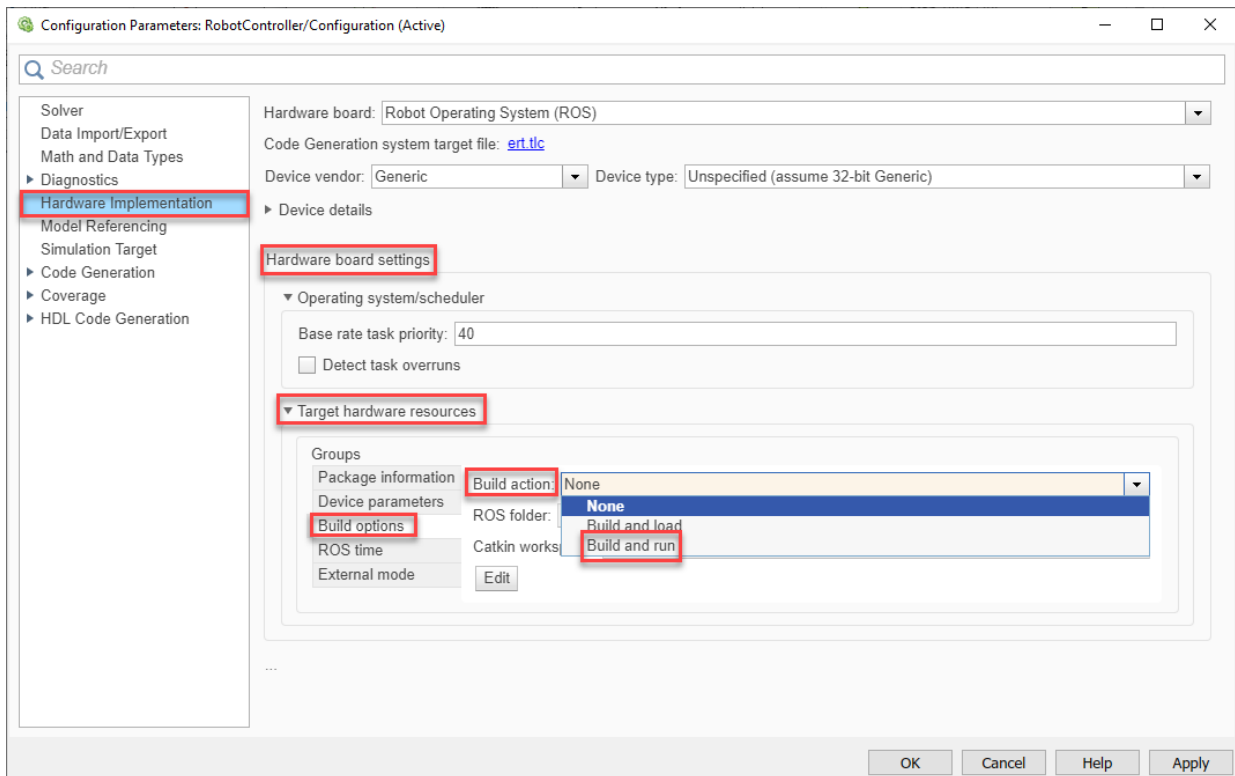 Configuration Parameters: RobotController/Configuration (Active)
Search
Solver
Data Import/Export
Math and Data Types
Diagnostics
Hardware Implementation
Model Referencing
Simulation Target
Code Generation
Coverage
HDL Code Generation
Hardware board: Robot Operating System (ROS)
Code Generation system target file: ert.tlc
Device vendor: Generic Device type: Unspecified (assume 32-bit Generic)
Device details
Hardware board settings
Operating system/scheduler
Base rate task priority: 40
Detect task overruns
Target hardware resources
Groups
Package information
Device parameters
Build options
ROS time
External mode
Build action: None
None
Build and load
Build and run
ROS folder:
Catkin works
Edit
...
OK Cancel Help Apply